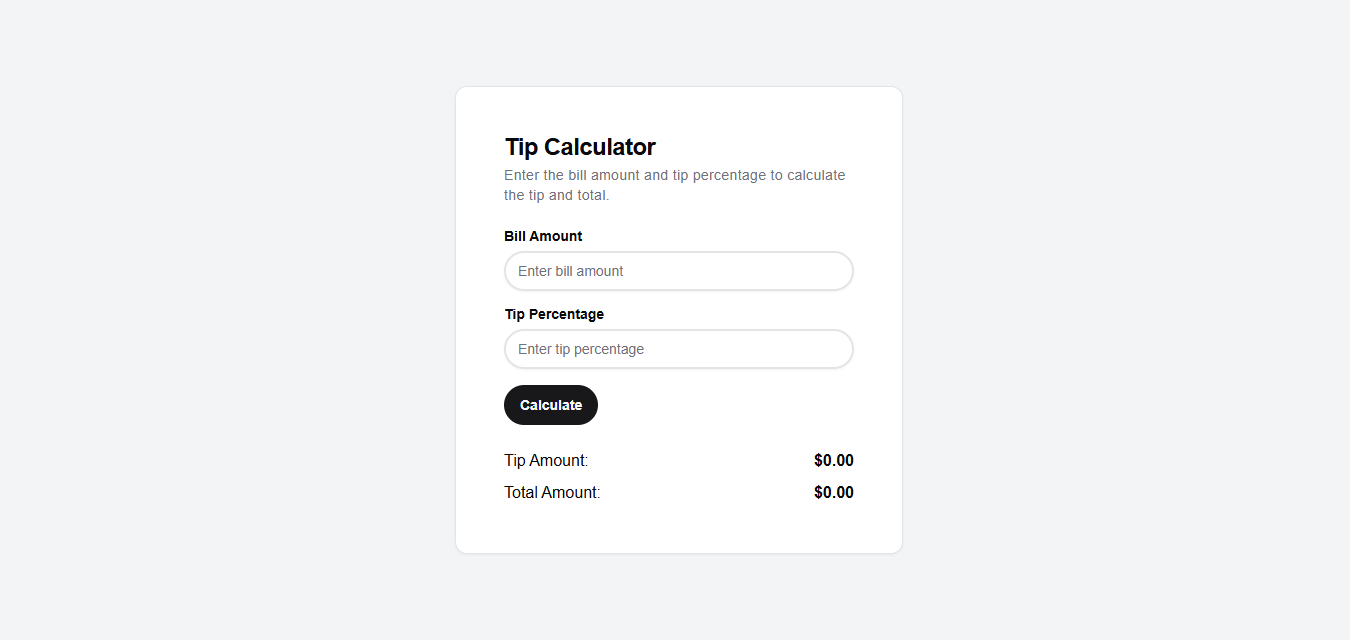 Tip Calculator
Enter the bill amount and tip percentage to calculate
the tip and total.
Bill Amount
Enter bill amount
Tip Percentage
Enter tip percentage
Calculate
Tip Amount: $0.00
Total Amount: $0.00